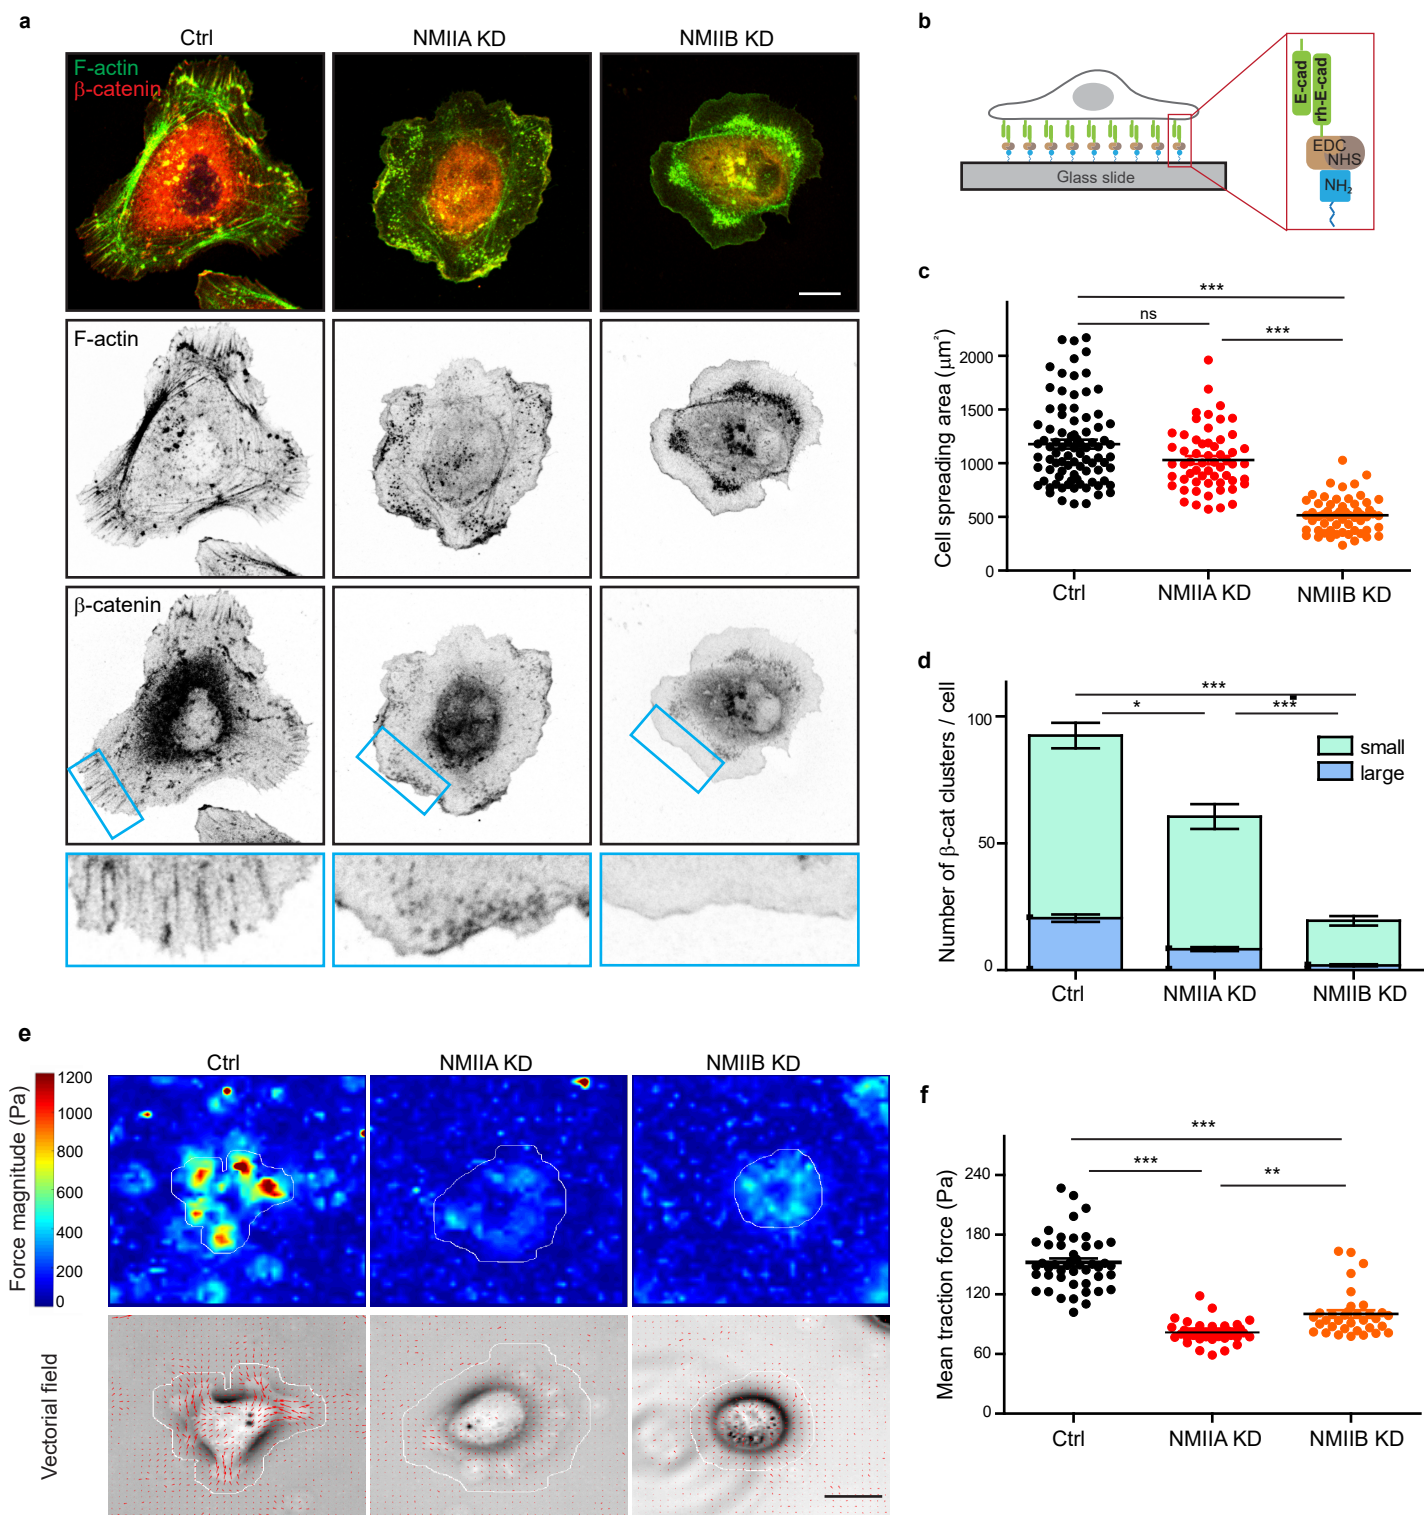 a
Ctrl
NMIIA KD
NMIIB KD
F-actin
β-catenin
F-actin
β-catenin
b
Glass slide
E-cad
rh-E-cad
EDC
NHS
NH2
c
***
ns
***
Cell spreading area (μm²)
2000
1500
1000
500
0
Ctrl
NMIIA KD
NMIIB KD
d
***
*
***
Number of β-cat clusters / cell
100
50
0
small
large
Ctrl
NMIIA KD
NMIIB KD
e
Ctrl
NMIIA KD
NMIIB KD
Force magnitude (Pa)
1200
1000
800
600
400
200
0
Vectorial field
f
***
***
**
Mean traction force (Pa)
240
180
120
60
0
Ctrl
NMIIA KD
NMIIB KD